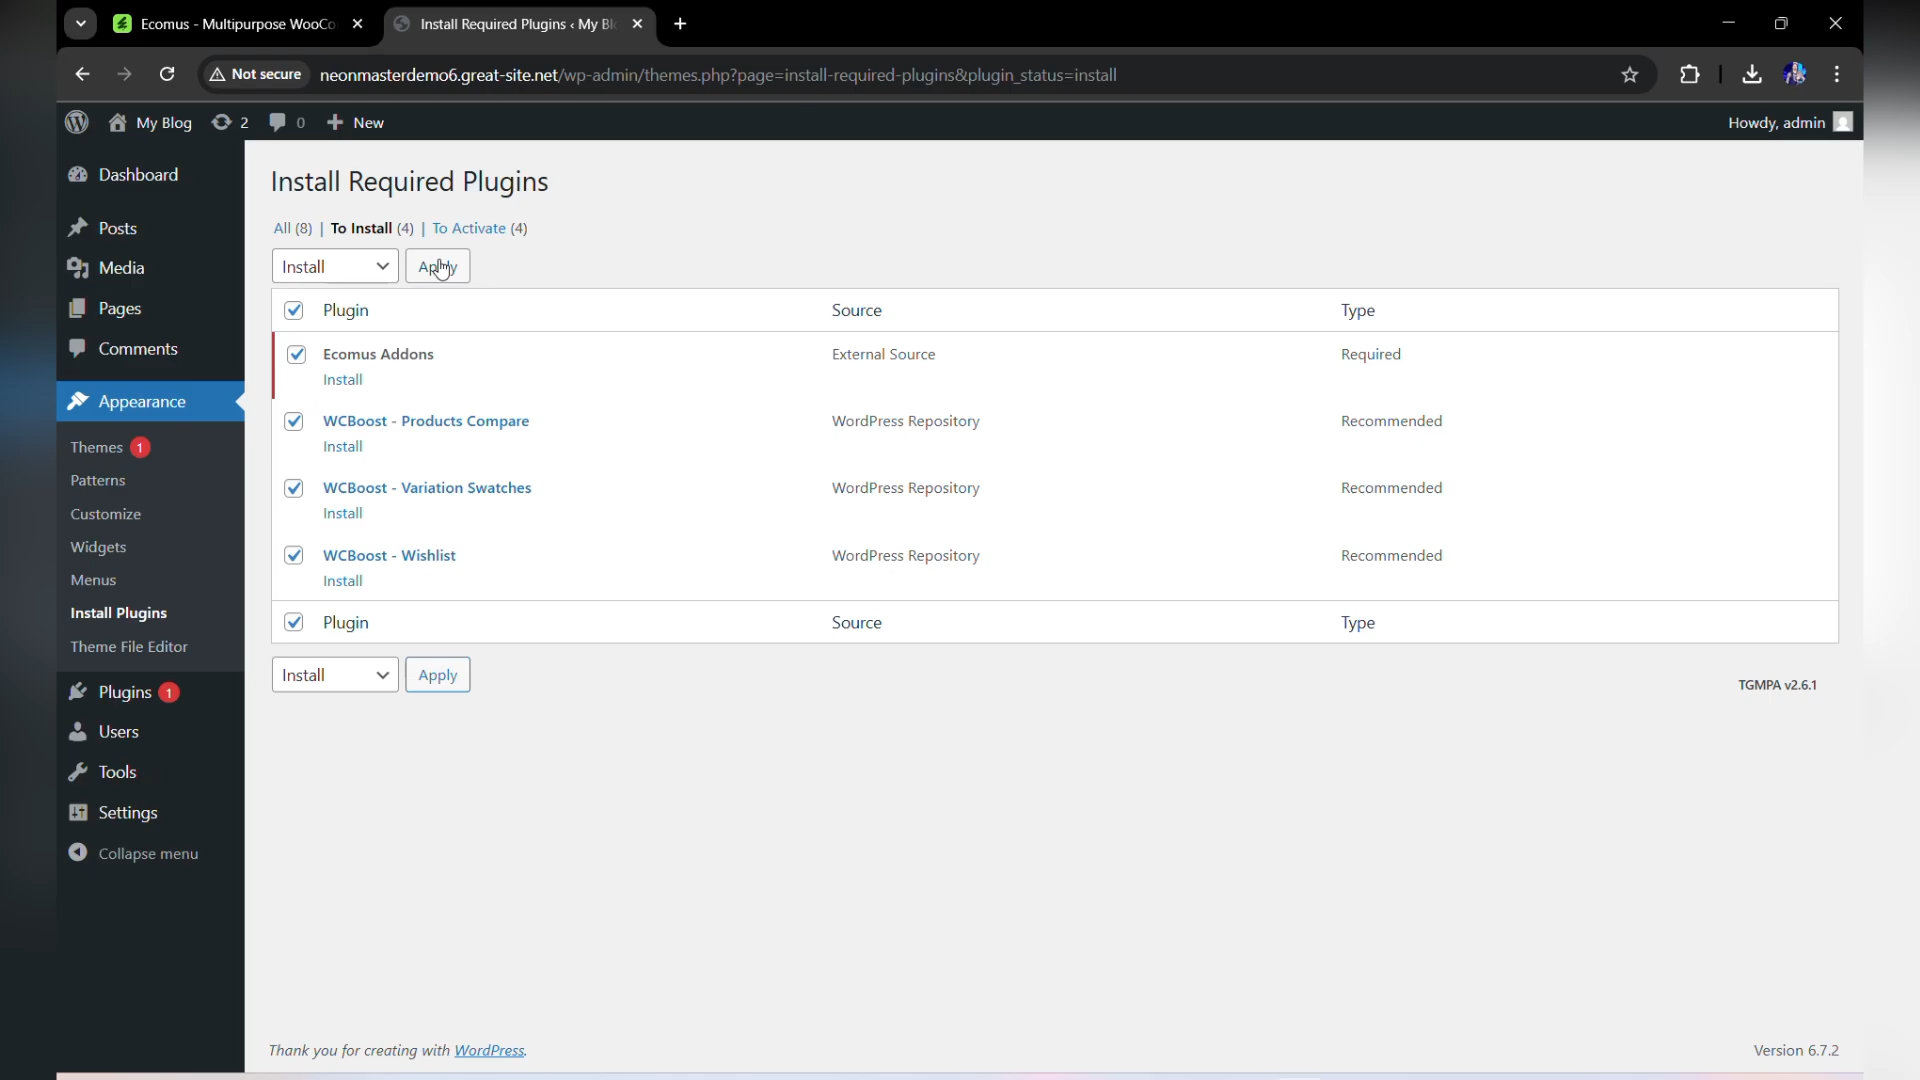 Ecomus - Multipurpose WooCo
Install Required Plugins ‹ My Bl
Not secure
neonmasterdemo6.great-site.net/wp-admin/themes.php?page=install-required-plugins&plugin_status=install
My Blog
2
0
New
Howdy, admin
Dashboard
Posts
Media
Pages
Comments
Appearance
Themes 1
Patterns
Customize
Widgets
Menus
Install Plugins
Theme File Editor
Plugins 1
Users
Tools
Settings
Collapse menu
Install Required Plugins
All (8) | To Install (4) | To Activate (4)
Install
Apply
Plugin Source Type
Ecomus Addons External Source Required
Install
WCBoost - Products Compare WordPress Repository Recommended
Install
WCBoost - Variation Swatches WordPress Repository Recommended
Install
WCBoost - Wishlist WordPress Repository Recommended
Install
Plugin Source Type
Install
Apply
TGMPA v2.6.1
Thank you for creating with WordPress.
Version 6.7.2